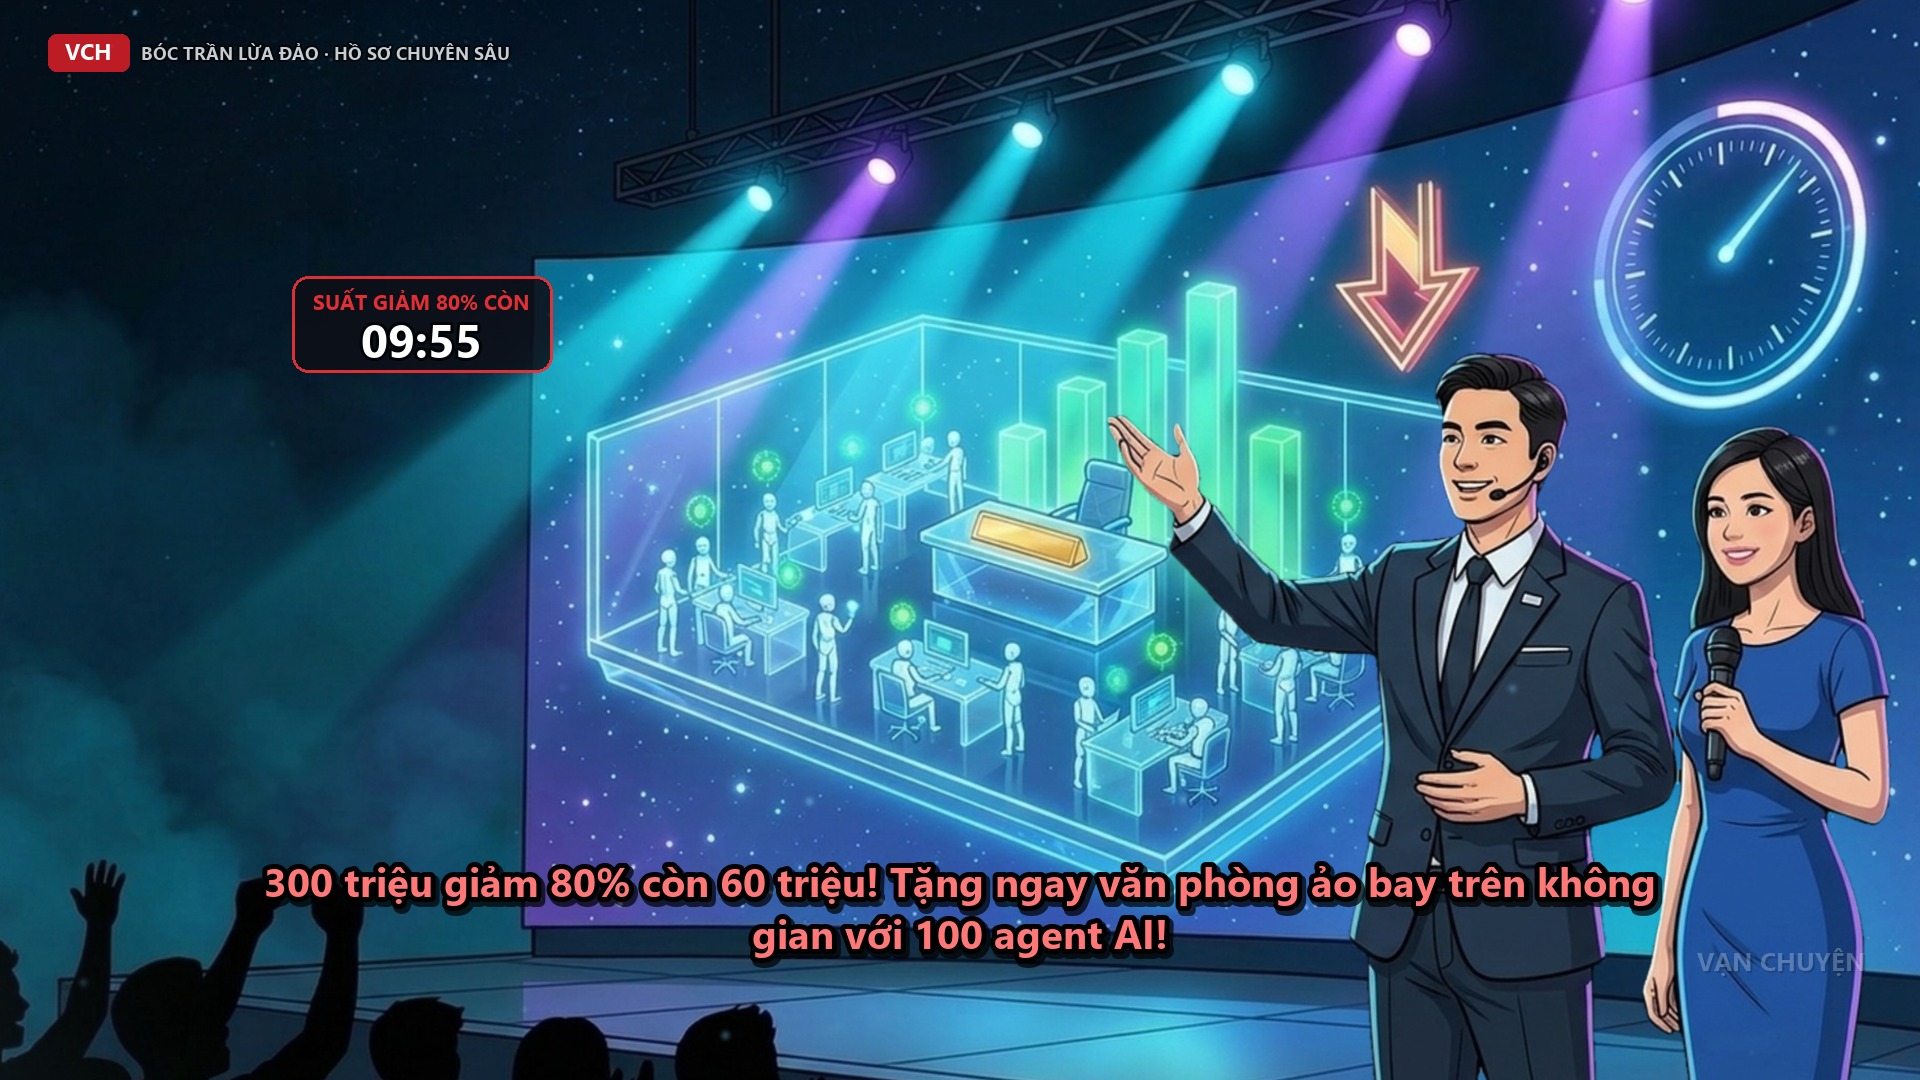 VCH BÓC TRẦN LỪA ĐẢO · HỒ SƠ CHUYÊN SÂU
SUẤT GIẢM 80% CÒN
09:55
300 triệu giảm 80% còn 60 triệu! Tặng ngay văn phòng ảo bay trên không
gian với 100 agent AI!
VẠN CHUYỆN